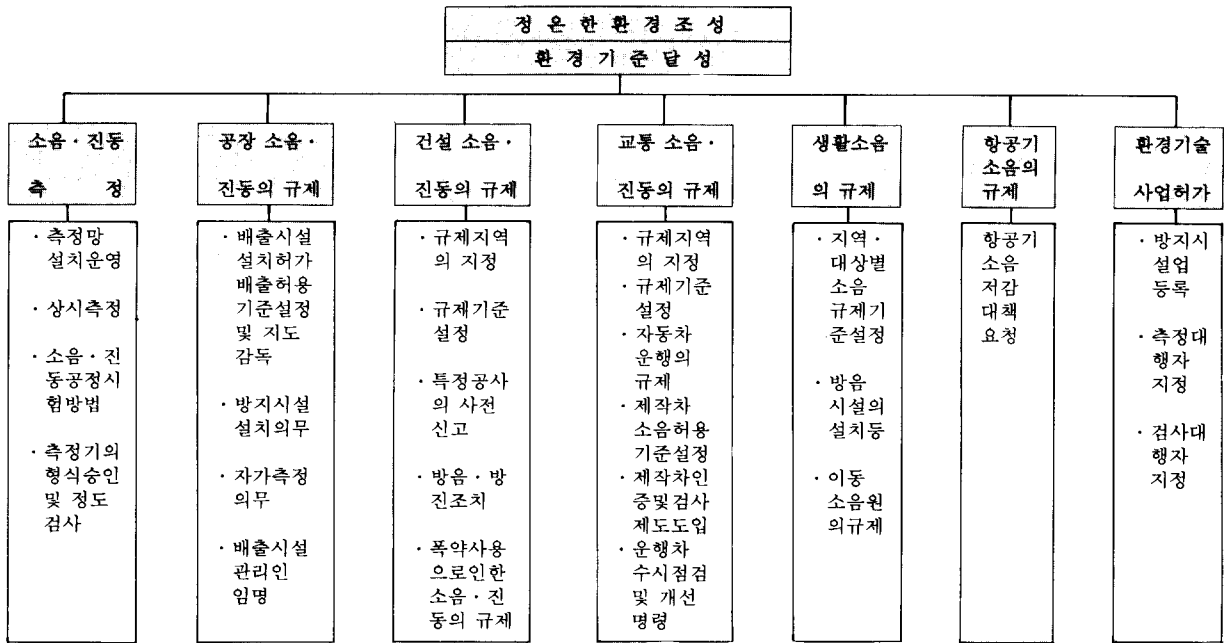 정 온 한 환 경 조 성
환 경 기 준 달 성
소음 · 진동
측 정
· 측정망
설치운영
· 상시측정
· 소음 · 진
동공정시
험방법
· 측정기의
형식승인
및 정도
검사
공장 소음 ·
진동의 규제
· 배출시설
설치허가
배출허용
기준설정
및 지도
감독
· 방지시설
설치의무
· 자가측정
의무
· 배출시설
관리인
임명
건설 소음 ·
진동의 규제
· 규제지역
의 지정
· 규제기준
설정
· 특정공사
의 사전
신고
· 방음 · 방
진조치
· 폭약사용
으로인한
소음 · 진
동의 규제
교통 소음 ·
진동의 규제
· 규제지역
의 지정
· 규제기준
설정
· 자동차
운행의
규제
· 제작차
소음허용
기준설정
· 제작차인
증및검사
제도도입
· 운행차
수시점검
및 개선
명령
생활소음
의 규제
· 지역 ·
대상별
소음
규제기
준설정
· 방음
시설의
설치등
· 이동
소음원
의규제
항공기
소음의
규제
항공기
소음
저감
대책
요청
환경기술
사업허가
· 방지시
설업
등록
· 측정대
행자
지정
· 검사대
행자
지정